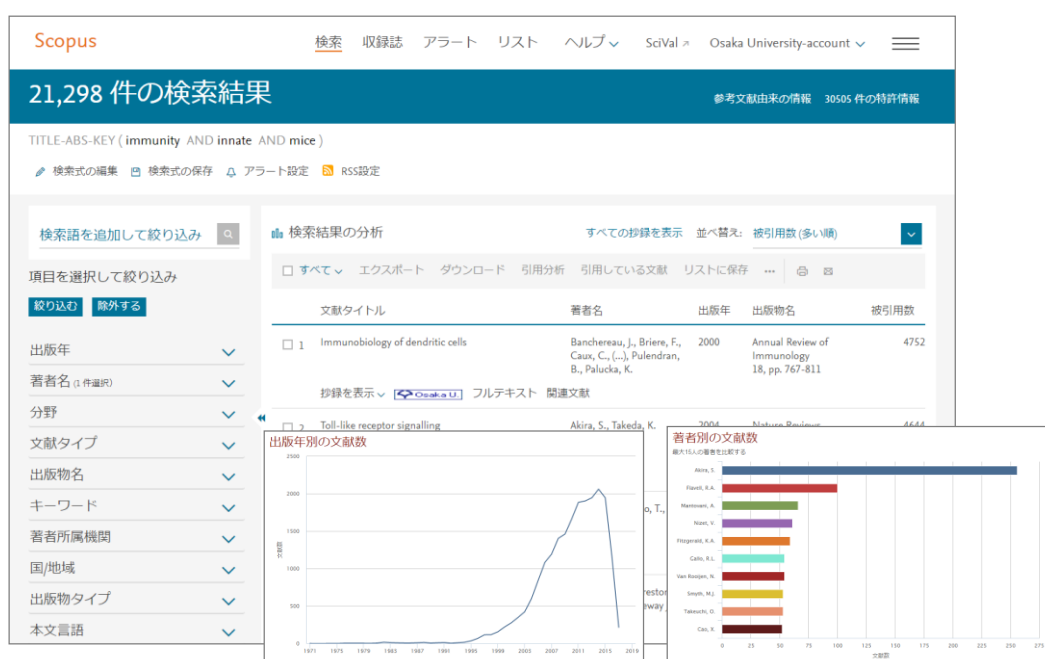 Scopus
検索 収録誌 アラート リスト ヘルプ SciVal Osaka University-account
21,298 件の検索結果
参考文献由来の情報 30505 件の特許情報
TITLE-ABS-KEY ( immunity AND innate AND mice )
検索式の編集 検索式の保存 アラート設定 RSS設定
検索語を追加して絞り込み
項目を選択して絞り込み
絞り込む 除外する
出版年
著者名 (1 件選択)
分野
文献タイプ
出版物名
キーワード
著者所属機関
国/地域
出版物タイプ
本文言語
検索結果の分析 すべての抄録を表示 並べ替え: 被引用数 (多い順)
すべて エクスポート ダウンロード 引用分析 引用している文献 リストに保存 ...
文献タイトル 著者名 出版年 出版物名 被引用数
1 Immunobiology of dendritic cells Banchereau, J., Briere, F., 2000 Annual Review of 4752
Caux, C., (...), Pulendran, Immunology
B., Palucka, K. 18, pp. 767-811
抄録を表示 Osaka U. フルテキスト 関連文献
2 Toll-like receptor signalling Akira, S., Takeda, K. 2004 Nature Reviews 4644
o, T.,
出版年別の文献数
2500
2000
1500
1000
500
0
文献数
1971 1975 1979 1983 1987 1991 1995 1999 2003 2007 2011 2015 2019
著者別の文献数
最大15人の著者を比較する
Akira, S.
Flavell, R.A.
Mantovani, A.
Nizet, V.
Fitzgerald, K.A.
Gallo, R.L.
Van Rooijen, N.
Smyth, M.J.
Takeuchi, O.
Cao, X.
0 25 50 75 100 125 150 175 200 225 250 275
文献数